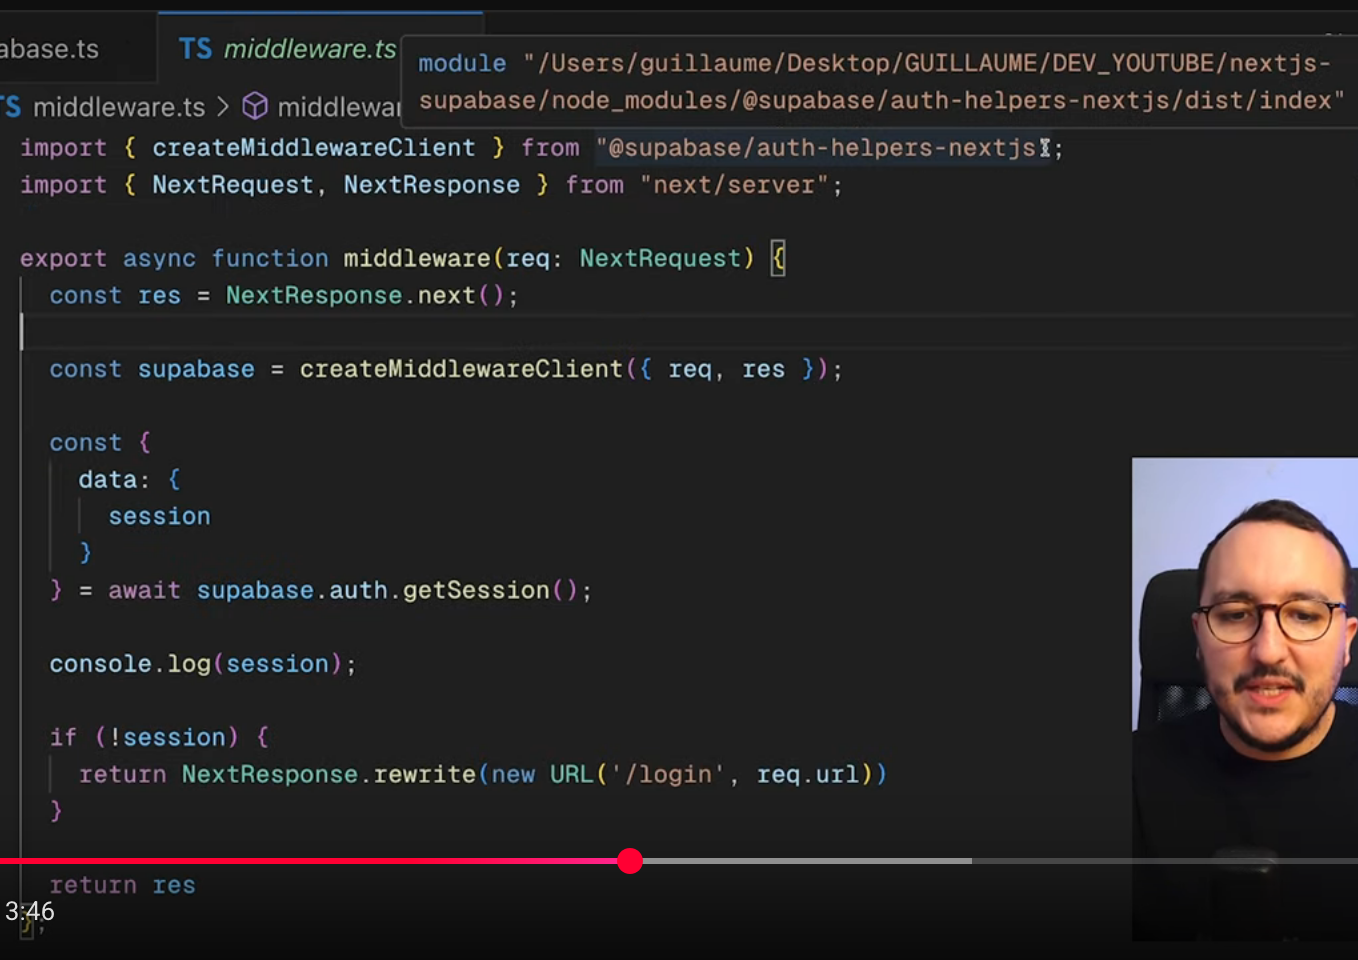 abase.ts
TS middleware.ts
module "/Users/guillaume/Desktop/GUILLAUME/DEV_YOUTUBE/nextjs-
supabase/node_modules/@supabase/auth-helpers-nextjs/dist/index"
TS middleware.ts > middlewar
import { createMiddlewareClient } from "@supabase/auth-helpers-nextjs";
import { NextRequest, NextResponse } from "next/server";
export async function middleware(req: NextRequest) {
const res = NextResponse.next();
const supabase = createMiddlewareClient({ req, res });
const {
data: {
session
}
} = await supabase.auth.getSession();
console.log(session);
if (!session) {
return NextResponse.rewrite(new URL('/login', req.url))
}
return res
3:46
};